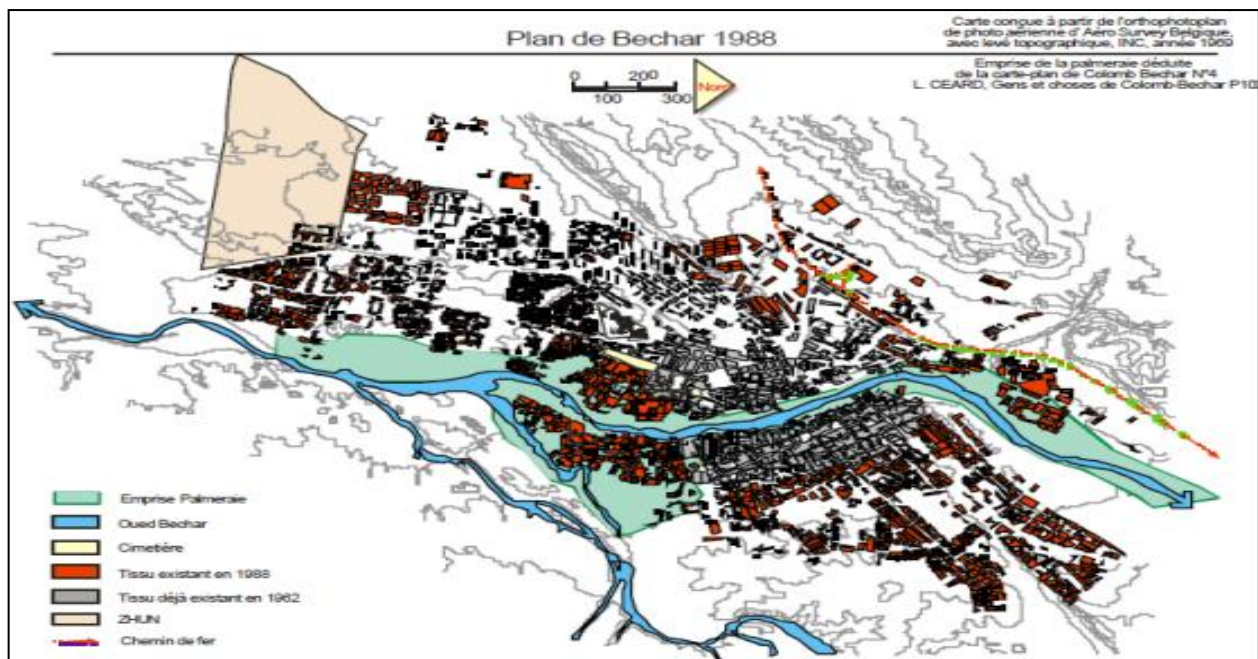 Plan de Bechar 1988
Carte conçue à partir de l'orthophotoplan
de photo aérienne d'Aéro Survey Belgique,
avec levé topographique, INC, année 1969
Emprise de la palmeraie déduite
de la carte-plan de Colomb Bechar N°4
L. CEARD, Gens et choses de Colomb-Bechar
0 200
100 300
Nord
Emprise Palmeraie
Oued Bechar
Cimetière
Tissu existant en 1988
Tissu déjà existant en 1962
ZHUN
Chemin de fer